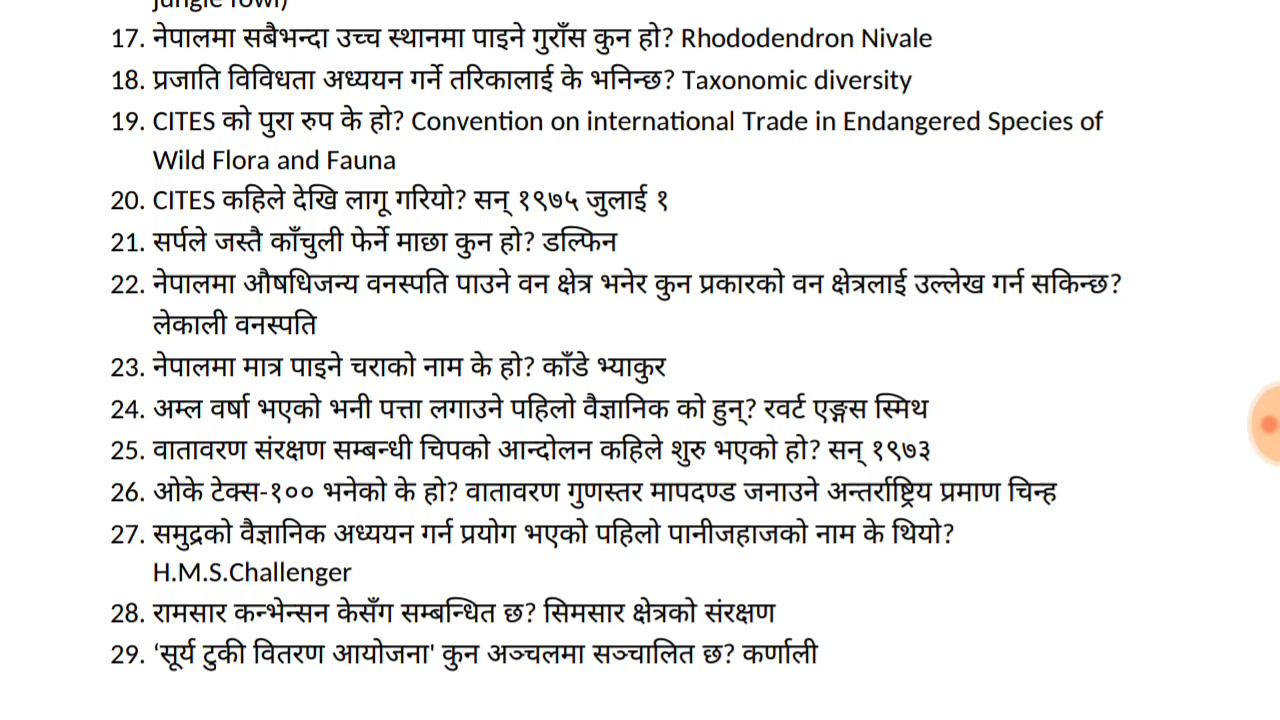 jungle fowl)
17. नेपालमा सबैभन्दा उच्च स्थानमा पाइने गुराँस कुन हो? Rhododendron Nivale
18. प्रजाति विविधता अध्ययन गर्ने तरिकालाई के भनिन्छ? Taxonomic diversity
19. CITES को पुरा रुप के हो? Convention on international Trade in Endangered Species of
Wild Flora and Fauna
20. CITES कहिले देखि लागू गरियो? सन् १९७५ जुलाई १
21. सर्पले जस्तै काँचुली फेर्ने माछा कुन हो? डल्फिन
22. नेपालमा औषधिजन्य वनस्पति पाउने वन क्षेत्र भनेर कुन प्रकारको वन क्षेत्रलाई उल्लेख गर्न सकिन्छ?
लेकाली वनस्पति
23. नेपालमा मात्र पाइने चराको नाम के हो? काँडे भ्याकुर
24. अम्ल वर्षा भएको भनी पत्ता लगाउने पहिलो वैज्ञानिक को हुन्? रवर्ट एङ्गस स्मिथ
25. वातावरण संरक्षण सम्बन्धी चिपको आन्दोलन कहिले शुरु भएको हो? सन् १९७३
26. ओके टेक्स-१०० भनेको के हो? वातावरण गुणस्तर मापदण्ड जनाउने अन्तर्राष्ट्रिय प्रमाण चिन्ह
27. समुद्रको वैज्ञानिक अध्ययन गर्न प्रयोग भएको पहिलो पानीजहाजको नाम के थियो?
H.M.S.Challenger
28. रामसार कन्भेन्सन केसँग सम्बन्धित छ? सिमसार क्षेत्रको संरक्षण
29. ‘सूर्य टुकी वितरण आयोजना' कुन अञ्चलमा सञ्चालित छ? कर्णाली